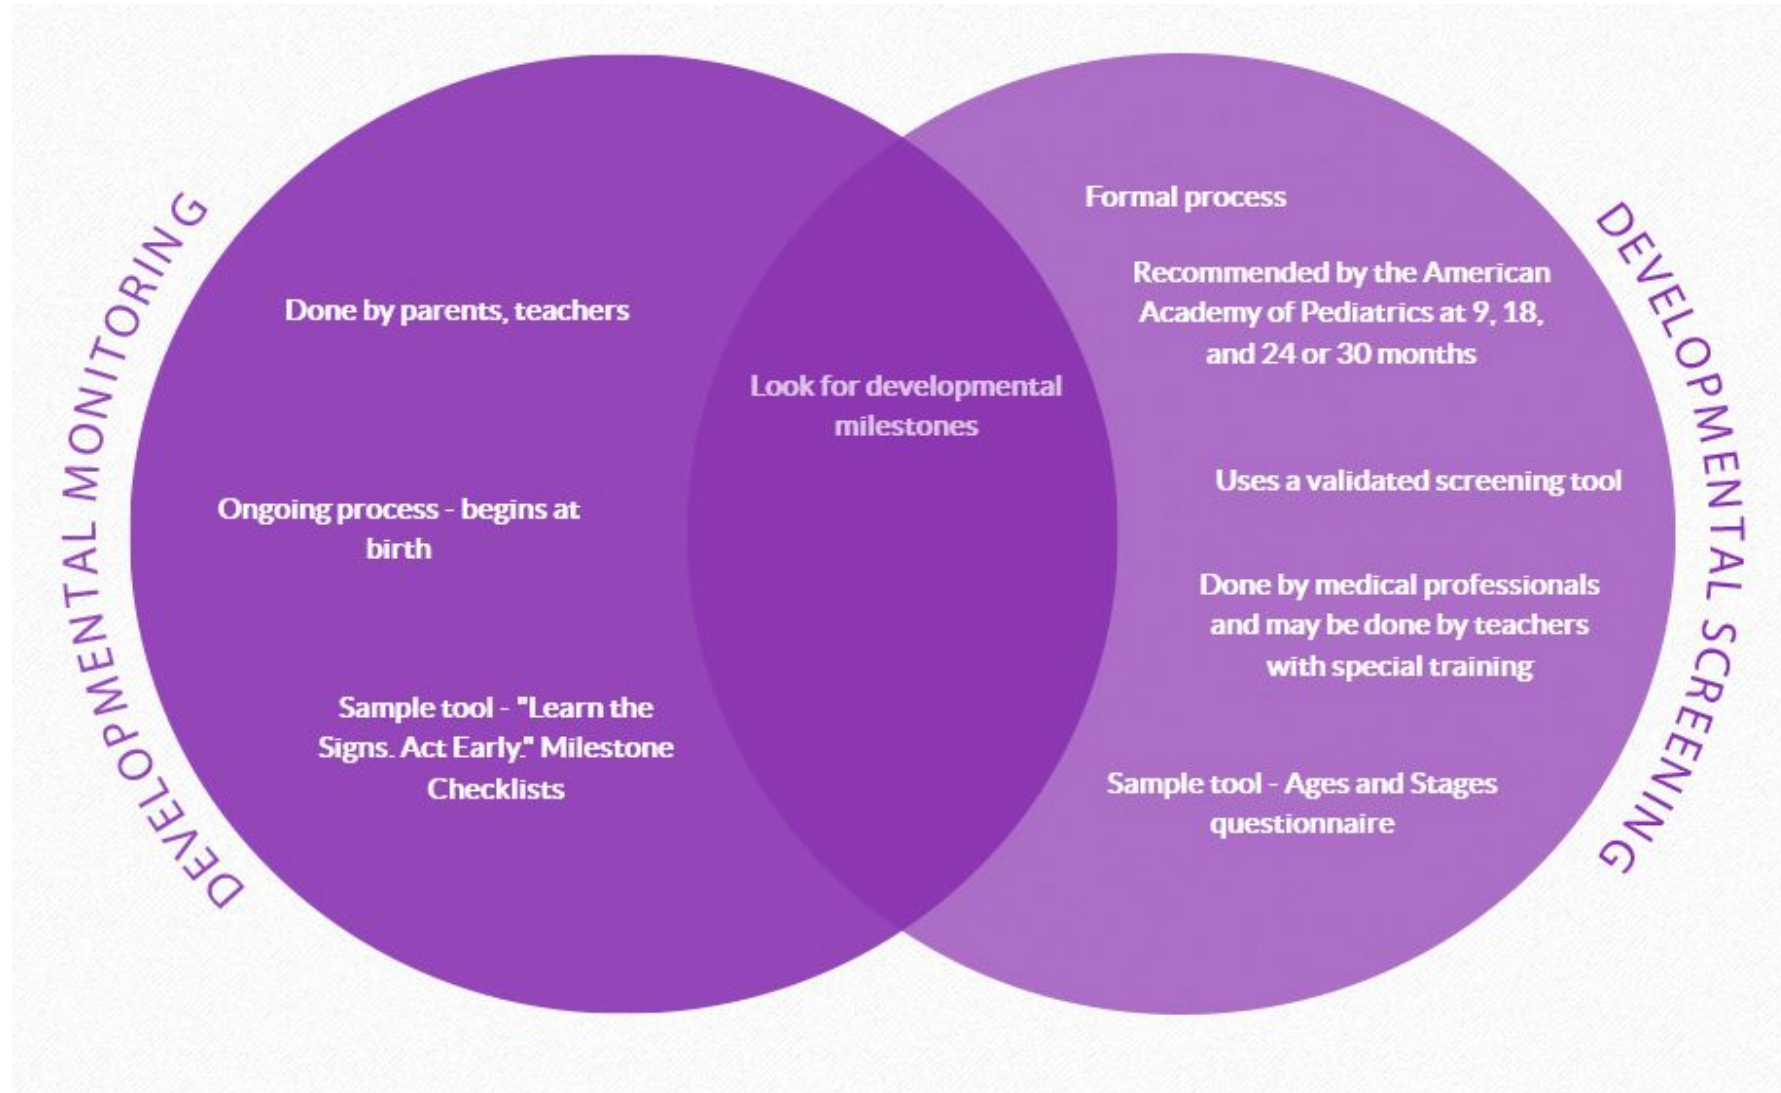 DEVELOPMENTAL MONITORING
Done by parents, teachers
Ongoing process - begins at
birth
Sample tool - "Learn the
Signs. Act Early." Milestone
Checklists
Look for developmental
milestones
Formal process
Recommended by the American
Academy of Pediatrics at 9, 18,
and 24 or 30 months
Uses a validated screening tool
Done by medical professionals
and may be done by teachers
with special training
Sample tool - Ages and Stages
questionnaire
DEVELOPMENTAL SCREENING